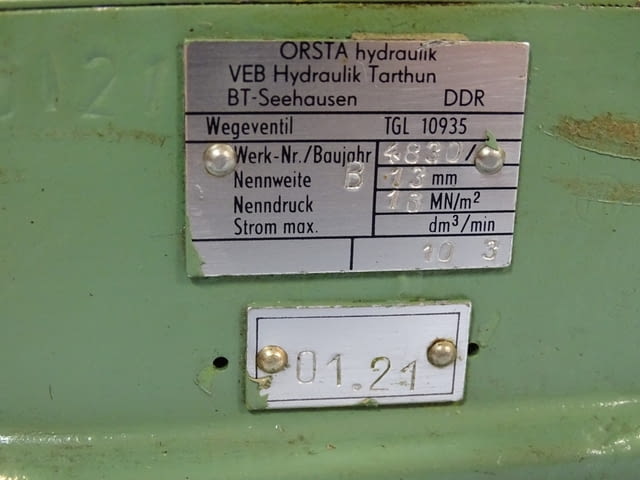 ORSTA hydraulik
VEB Hydraulik Tarthun
BT-Seehausen DDR
Wegeventil TGL 10935
Werk-Nr./Baujahr 4830/
Nennweite B 13 mm
Nenndruck 16 MN/m²
Strom max. dm³/min
10 3
01.21
0121